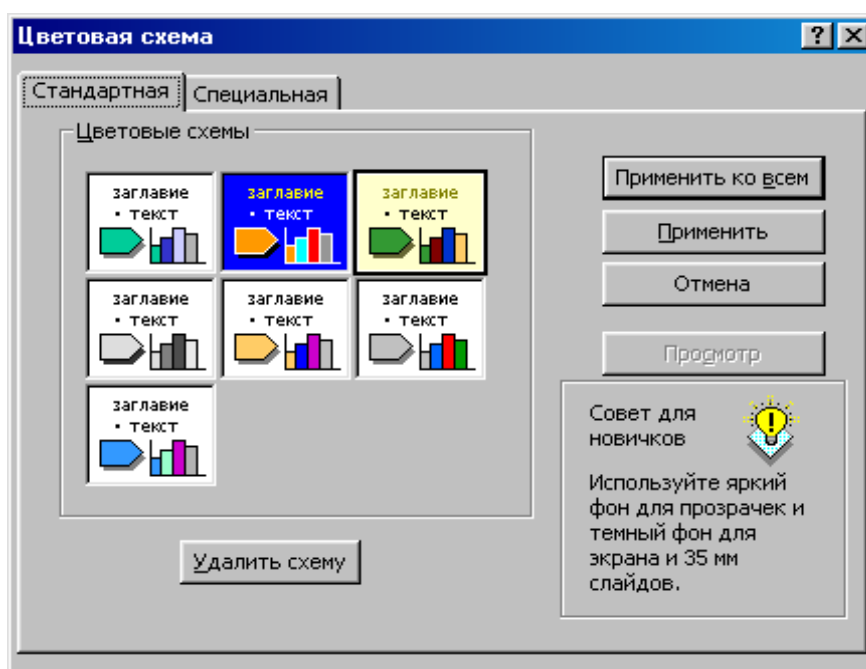 Цветовая схема
Стандартная
Специальная
Цветовые схемы
заглавие
• текст
заглавие
• текст
заглавие
• текст
заглавие
• текст
заглавие
• текст
заглавие
• текст
заглавие
• текст
Удалить схему
Применить ко всем
Применить
Отмена
Просмотр
Совет для
новичков
Используйте яркий
фон для прозрачек и
темный фон для
экрана и 35 мм
слайдов.